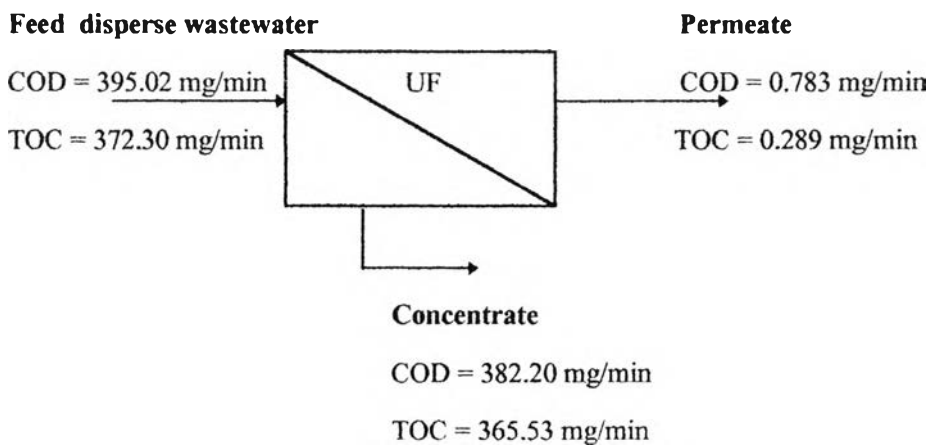 Feed disperse wastewater
COD = 395.02 mg/min
TOC = 372.30 mg/min
UF
Permeate
COD = 0.783 mg/min
TOC = 0.289 mg/min
Concentrate
COD = 382.20 mg/min
TOC = 365.53 mg/min